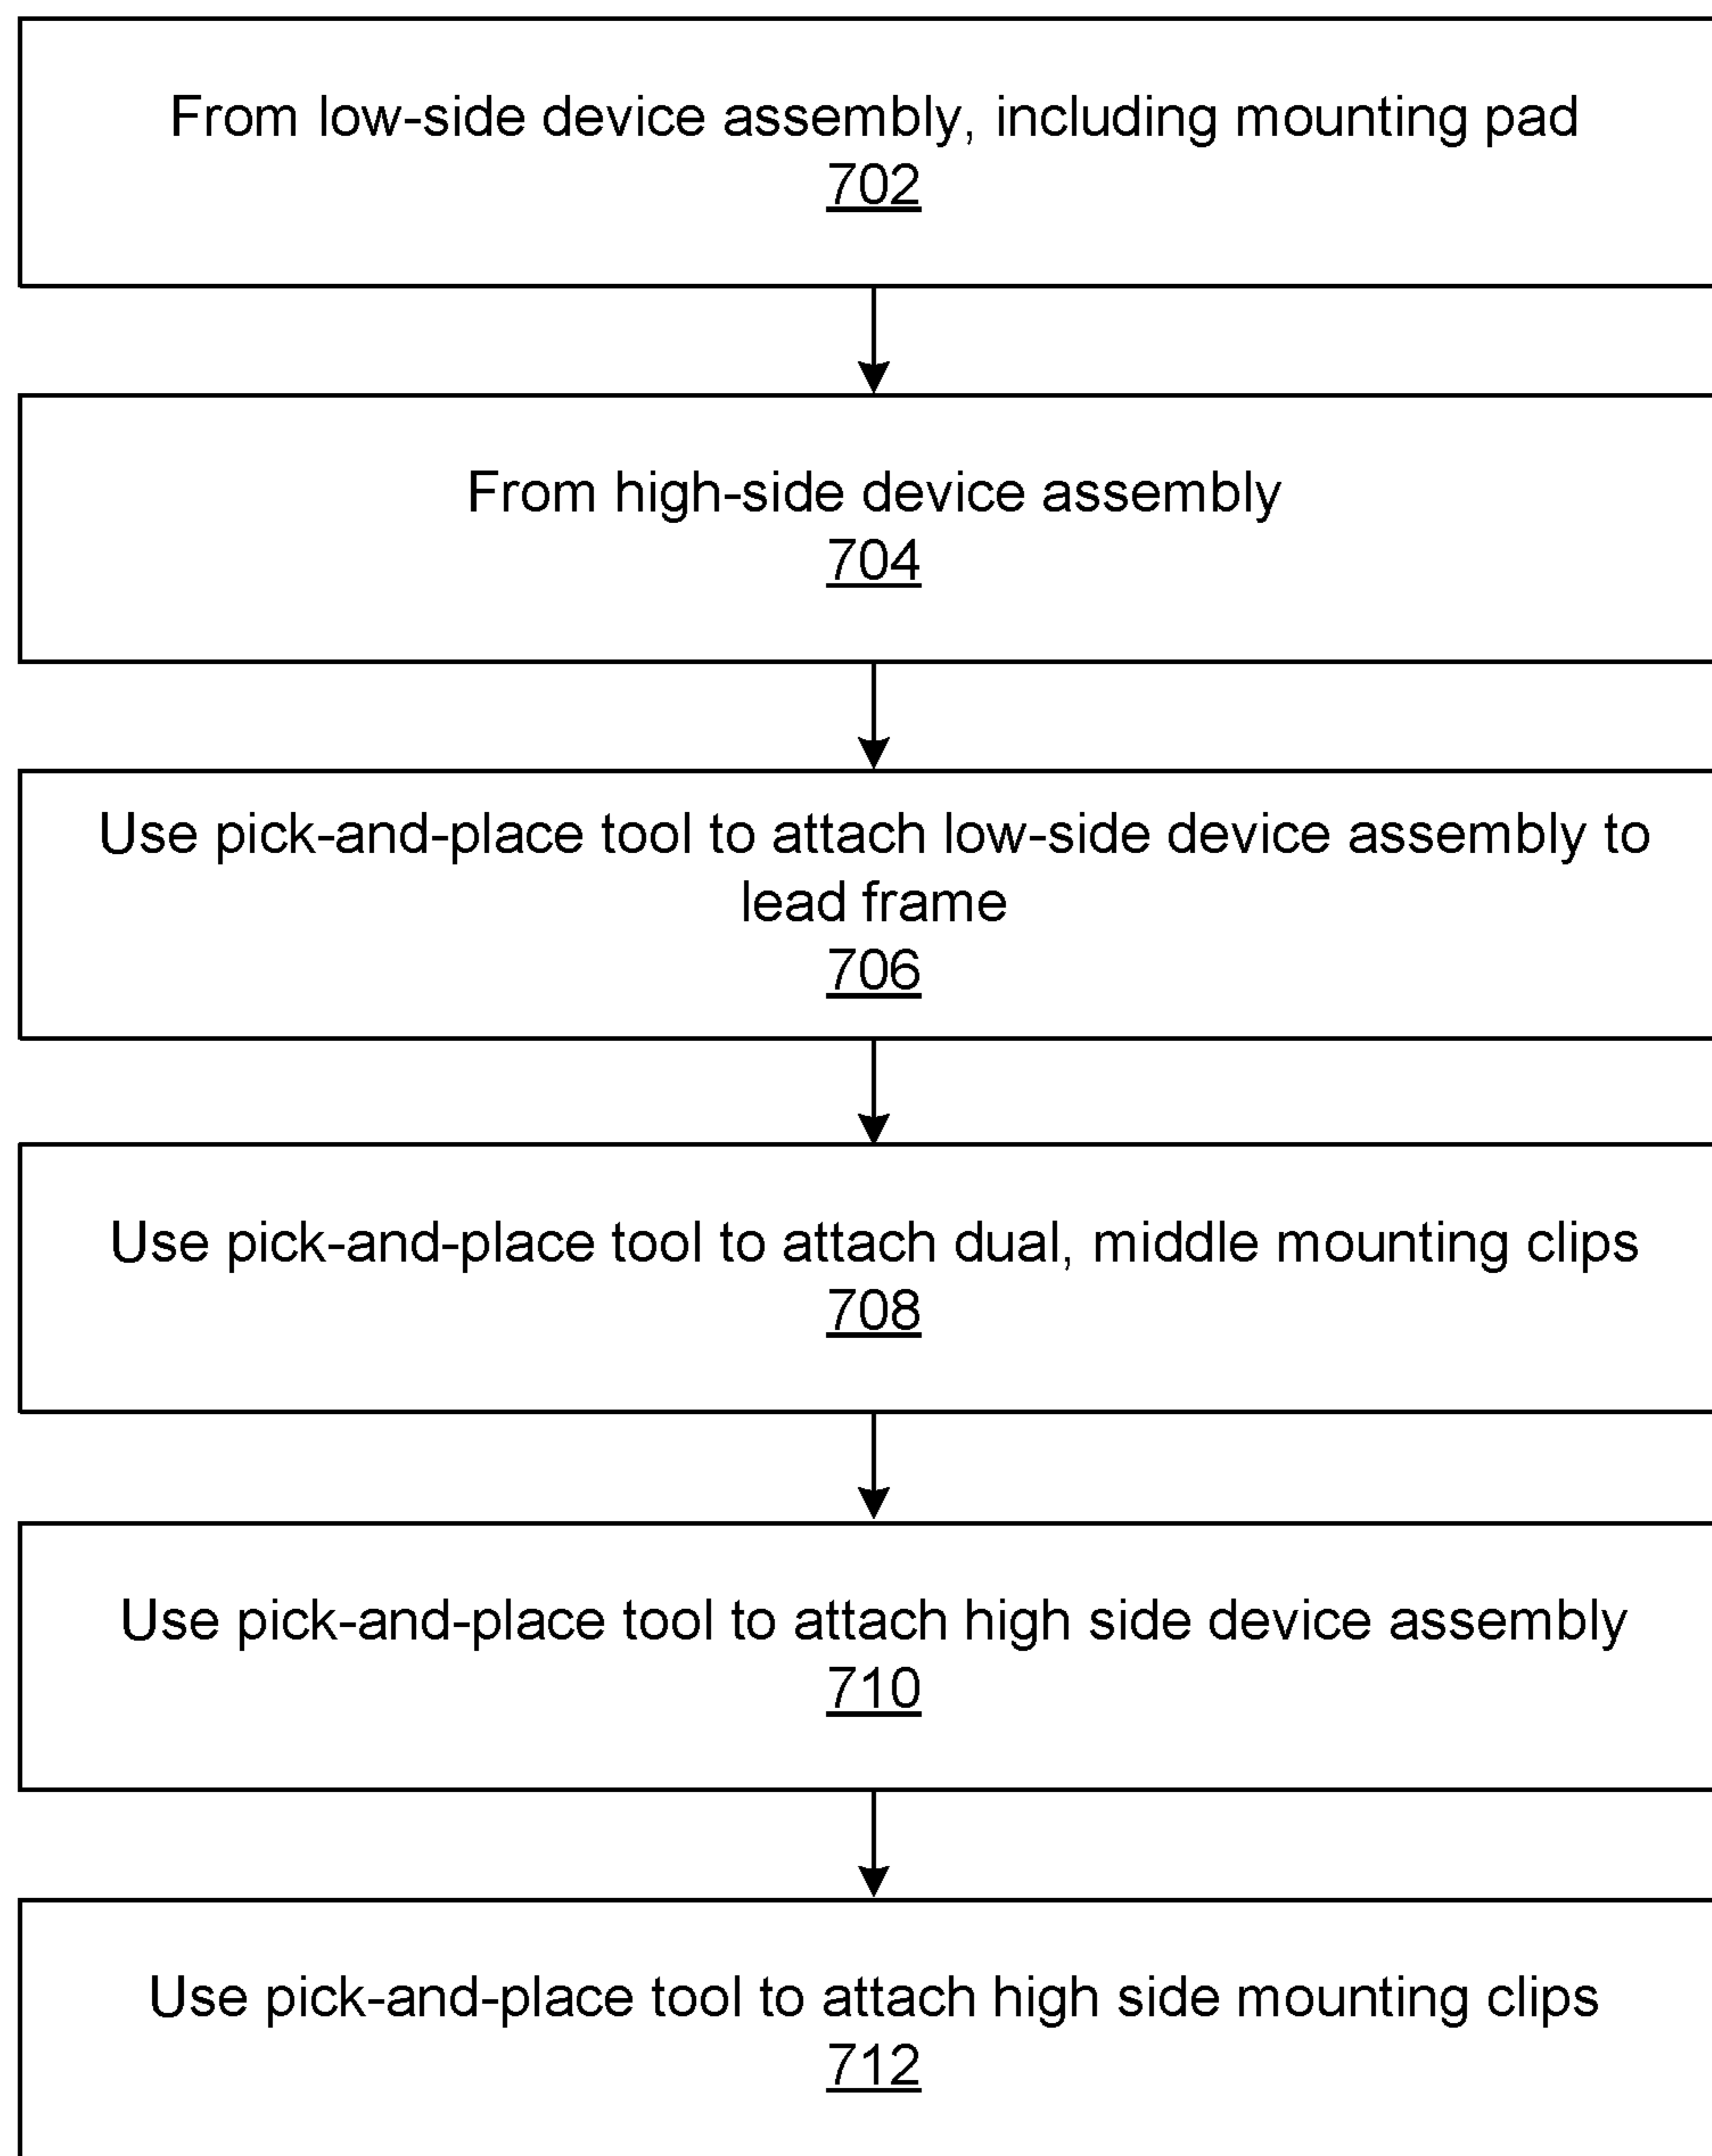 From low-side device assembly, including mounting pad
702
From high-side device assembly
704
Use pick-and-place tool to attach low-side device assembly to
lead frame
706
Use pick-and-place tool to attach dual, middle mounting clips
708
Use pick-and-place tool to attach high side device assembly
710
Use pick-and-place tool to attach high side mounting clips
712